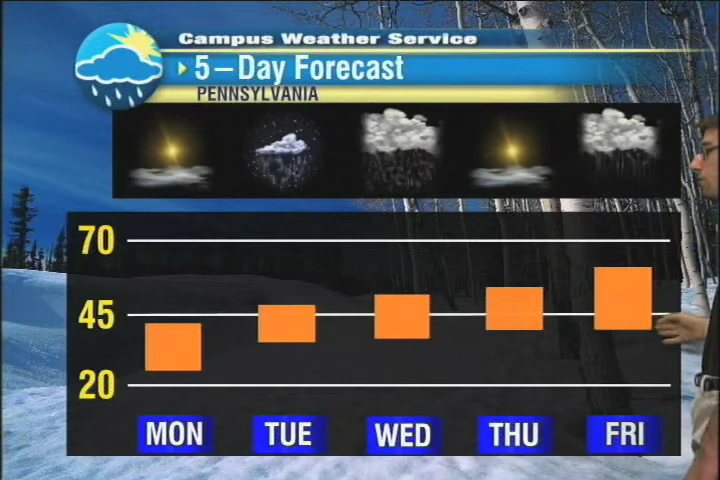 Campus Weather Service
5-Day Forecast
PENNSYLVANIA
70
45
20
MON TUE WED THU FRI